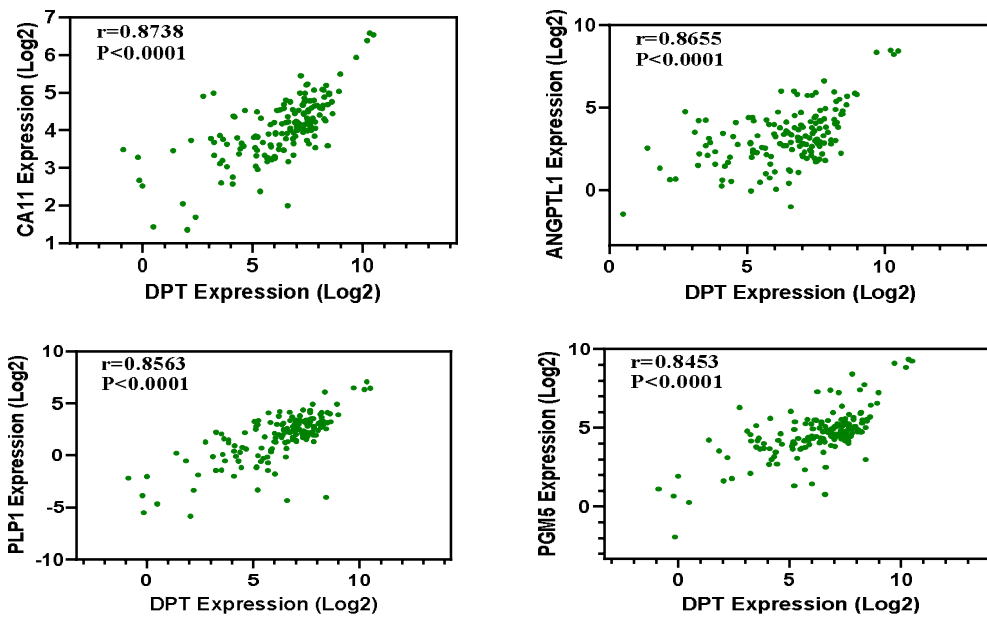 r=0.8738
P<0.0001
CA11 Expression (Log2)
7
6
5
4
3
2
1
0
5
10
DPT Expression (Log2)
r=0.8655
P<0.0001
ANGPTL1 Expression (Log2)
10
5
0
0
5
10
DPT Expression (Log2)
r=0.8563
P<0.0001
PLP1 Expression (Log2)
10
5
0
-5
-10
0
5
10
DPT Expression (Log2)
r=0.8453
P<0.0001
PGM5 Expression (Log2)
10
5
0
0
5
10
DPT Expression (Log2)